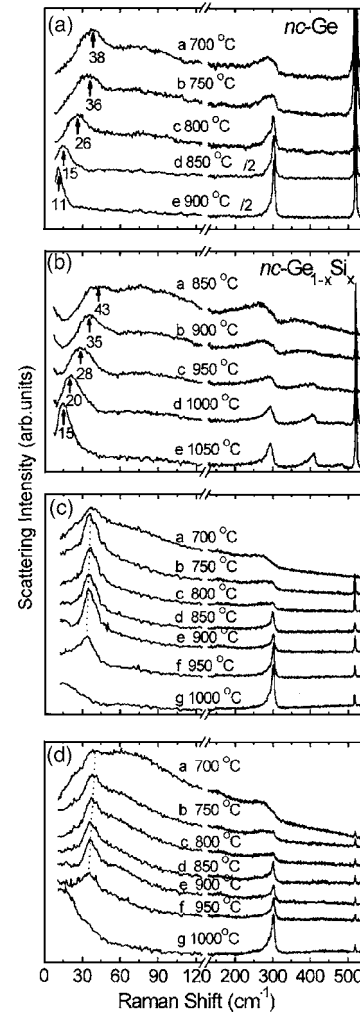 (a) nc-Ge
a 700 °C
38
b 750 °C
36
c 800 °C
26
d 850 °C /2
15
e 900 °C /2
11
(b) nc-Ge1-xSix
a 850 °C
43
b 900 °C
35
c 950 °C
28
d 1000 °C
20
e 1050 °C
15
Scattering Intensity (arb.units)
(c)
a 700 °C
b 750 °C
c 800 °C
d 850 °C
e 900 °C
f 950 °C
g 1000 °C
(d)
a 700 °C
b 750 °C
c 800 °C
d 850 °C
e 900 °C
f 950 °C
g 1000 °C
0 30 60 90 120 200 300 400 500
Raman Shift (cm-1)